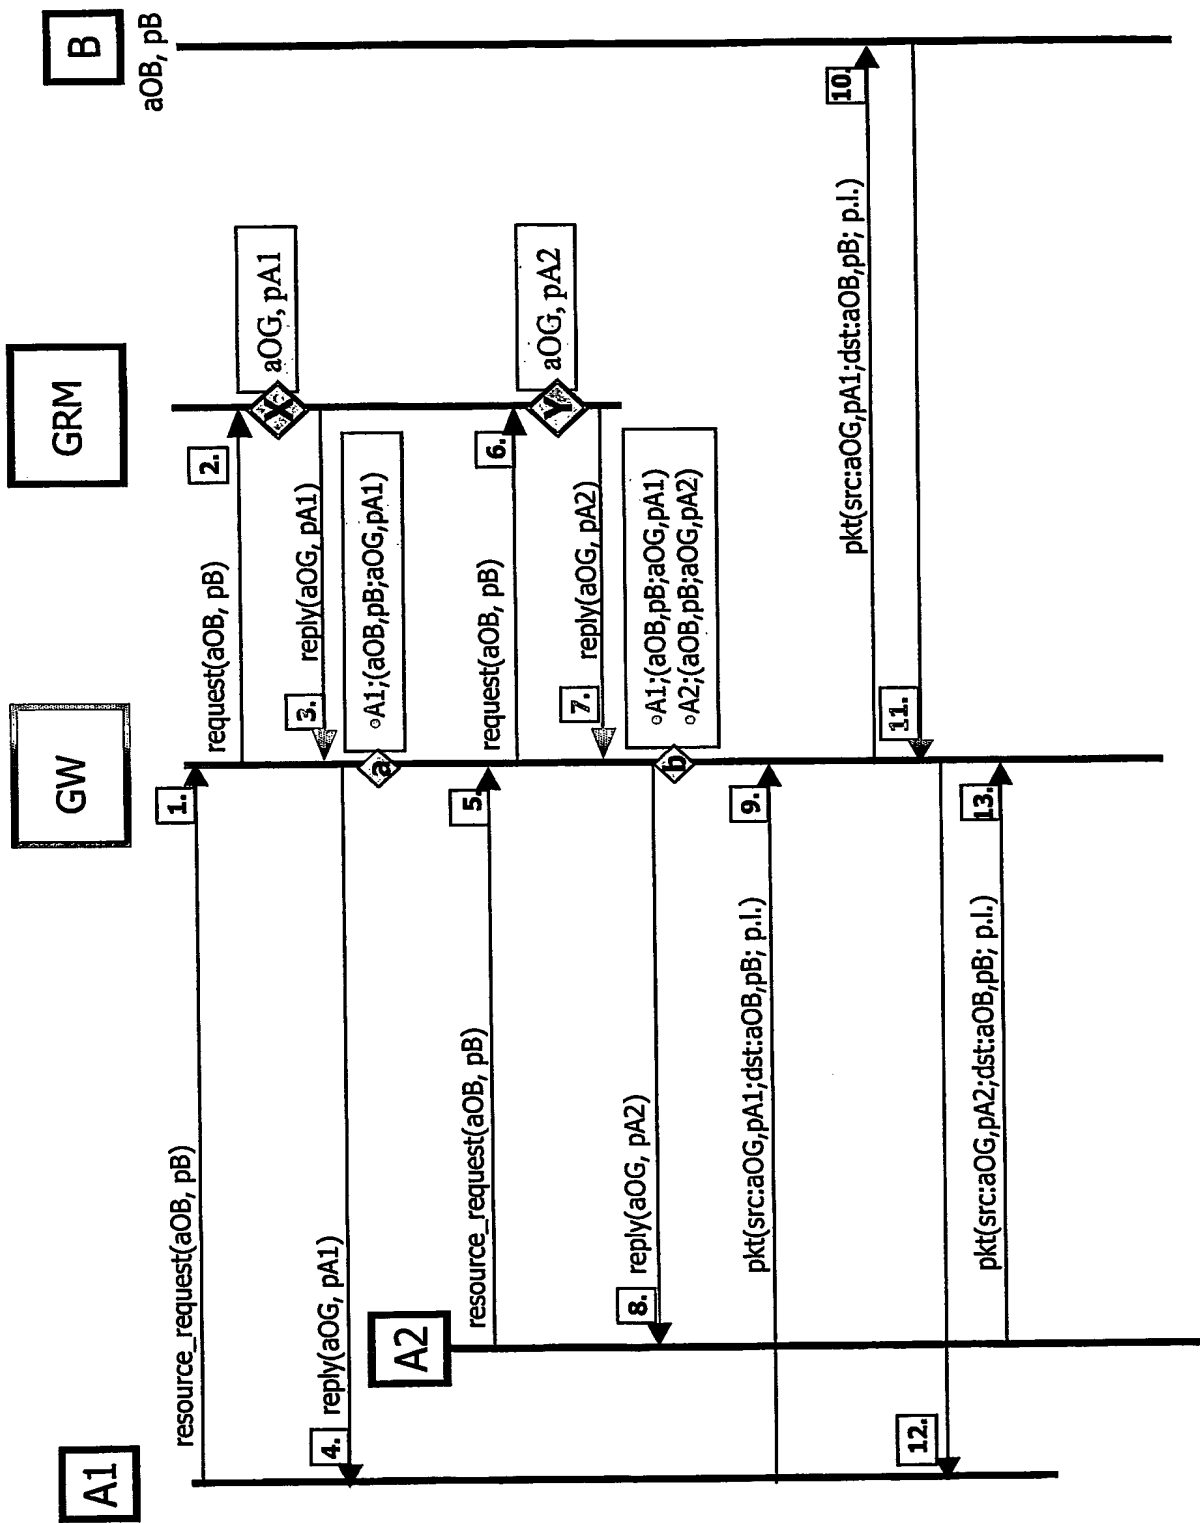 A1
A2
GW
GRM
B
aOB, pB
1.
resource_request(aOB, pB)
2.
request(aOB, pB)
X
aOG, pA1
3.
reply(aOG, pA1)
4.
reply(aOG, pA1)
a
○A1;(aOB,pB;aOG,pA1)
5.
resource_request(aOB, pB)
6.
request(aOB, pB)
Y
aOG, pA2
7.
reply(aOG, pA2)
8.
reply(aOG, pA2)
b
○A1;(aOB,pB;aOG,pA1)
○A2;(aOB,pB;aOG,pA2)
9.
pkt(src:aOG,pA1;dst:aOB,pB; p.l.)
10.
pkt(src:aOG,pA1;dst:aOB,pB; p.l.)
11.
12.
13.
pkt(src:aOG,pA2;dst:aOB,pB; p.l.)